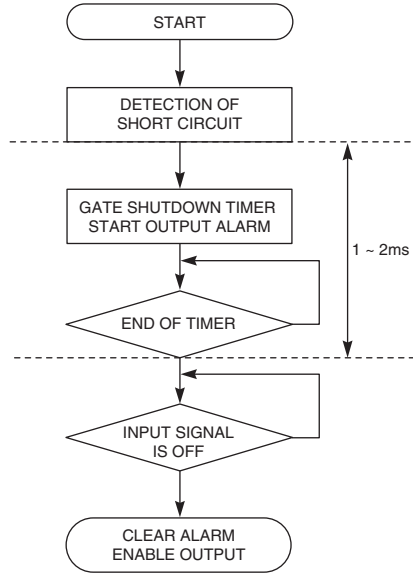 START
DETECTION OF
SHORT CIRCUIT
GATE SHUTDOWN TIMER
START OUTPUT ALARM
1 ~ 2ms
END OF TIMER
INPUT SIGNAL
IS OFF
CLEAR ALARM
ENABLE OUTPUT